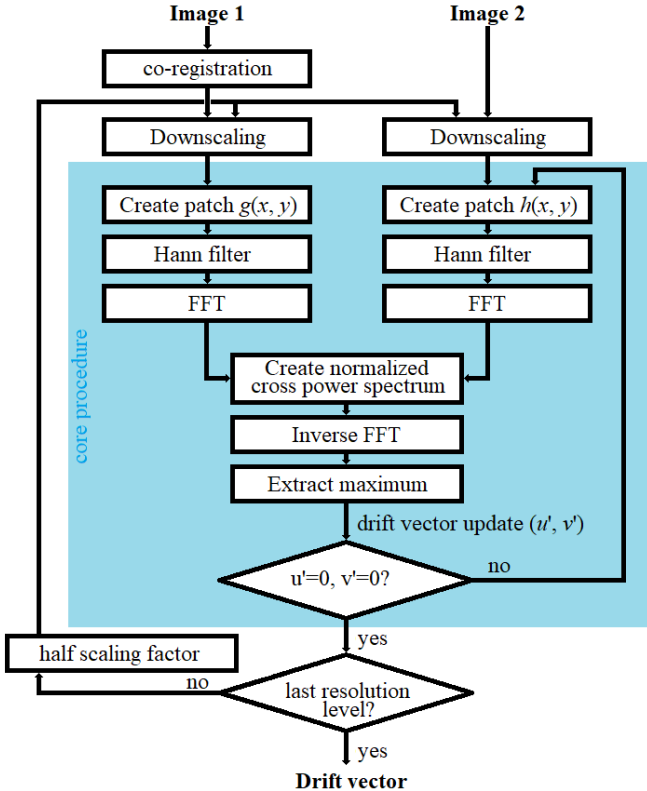 Image 1
Image 2
co-registration
Downscaling
Downscaling
Create patch g(x, y)
Create patch h(x, y)
Hann filter
Hann filter
FFT
FFT
core procedure
Create normalized
cross power spectrum
Inverse FFT
Extract maximum
drift vector update (u', v')
u'=0, v'=0?
no
yes
half scaling factor
no
last resolution
level?
yes
Drift vector